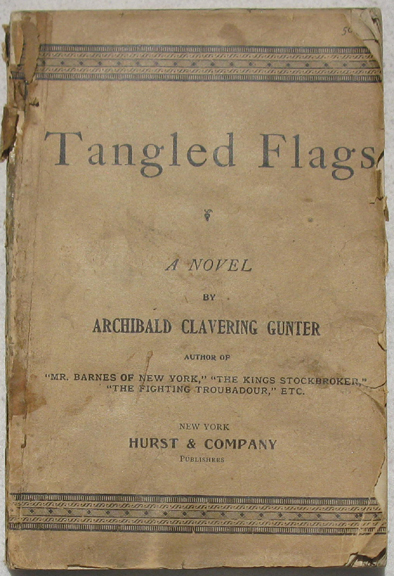 Tangled Flags
A NOVEL
BY
ARCHIBALD CLAVERING GUNTER
AUTHOR OF
"MR. BARNES OF NEW YORK," "THE KINGS STOCKBROKER,"
"THE FIGHTING TROUBADOUR," ETC.
NEW YORK
HURST & COMPANY
PUBLISHERS